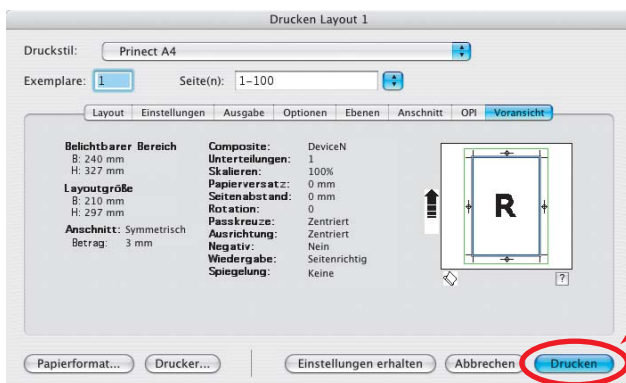 Drucken Layout 1
Druckstil: Prinect A4
Exemplare: 1 Seite(n): 1-100
Layout Einstellungen Ausgabe Optionen Ebenen Anschnitt OPI Voransicht
Belichtbarer Bereich
B: 240 mm
H: 327 mm
Layoutgröße
B: 210 mm
H: 297 mm
Anschnitt: Symmetrisch
Betrag: 3 mm
Composite: DeviceN
Unterteilungen: 1
Skalieren: 100%
Papierversatz: 0 mm
Seitenabstand: 0 mm
Rotation: 0
Passkreuze: Zentriert
Ausrichtung: Zentriert
Negativ: Nein
Wiedergabe: Seitenrichtig
Spiegelung: Keine
R
?
Papierformat... Drucker... Einstellungen erhalten Abbrechen Drucken